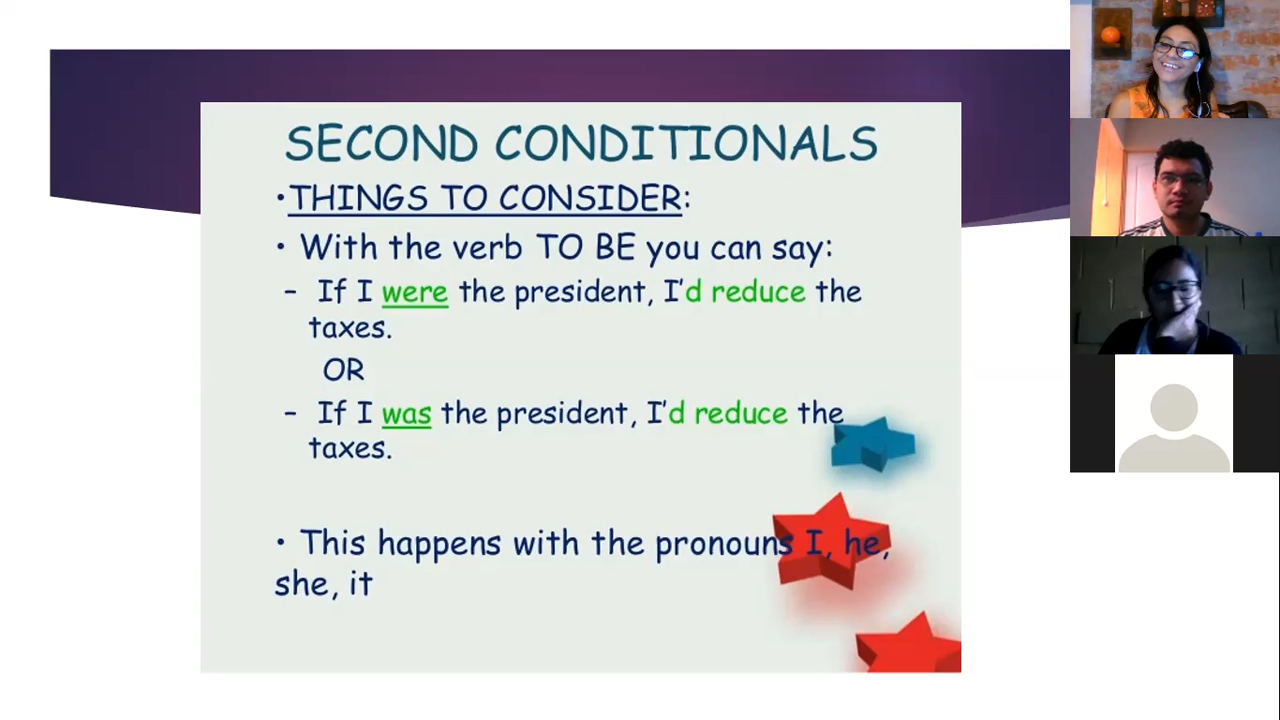 SECOND CONDITIONALS
•THINGS TO CONSIDER:
• With the verb TO BE you can say:
– If I were the president, I'd reduce the
taxes.
OR
– If I was the president, I'd reduce the
taxes.
• This happens with the pronouns I, he,
she, it